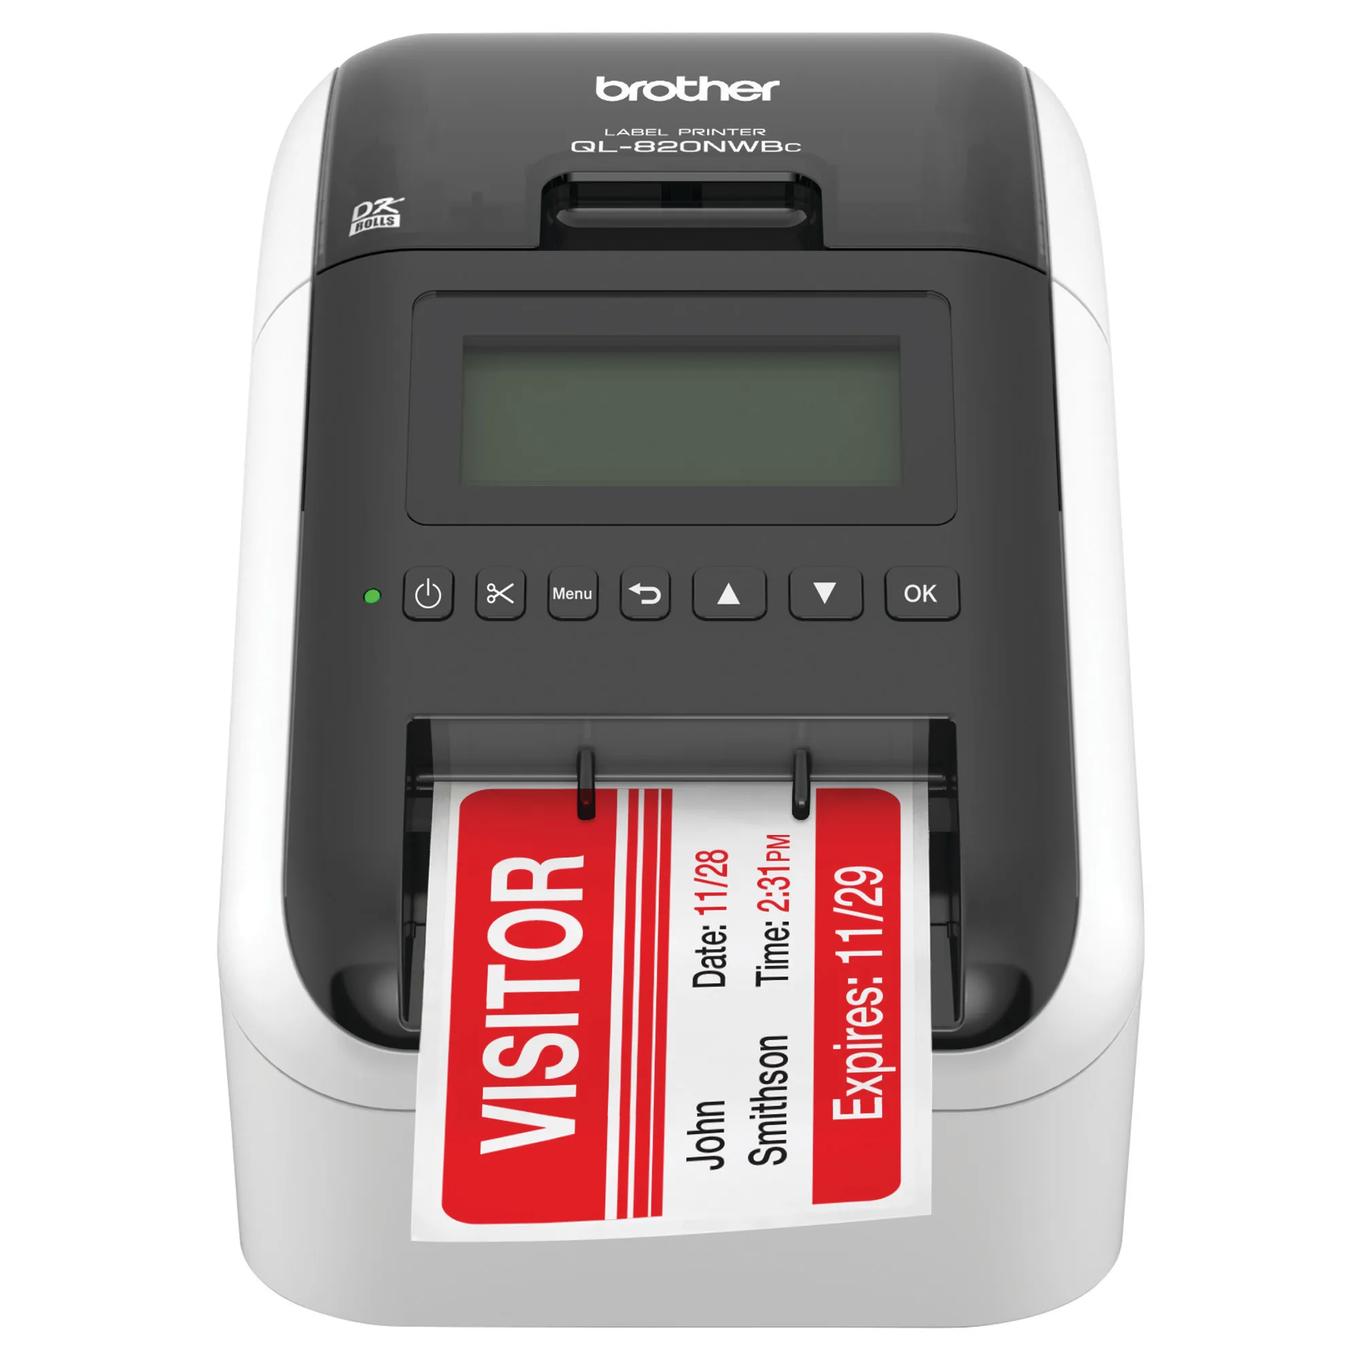 brother
LABEL PRINTER
QL-820NWBc
DK
ROLLS
Menu
OK
VISITOR
John
Date: 11/28
Smithson
Time: 2:31PM
Expires: 11/29